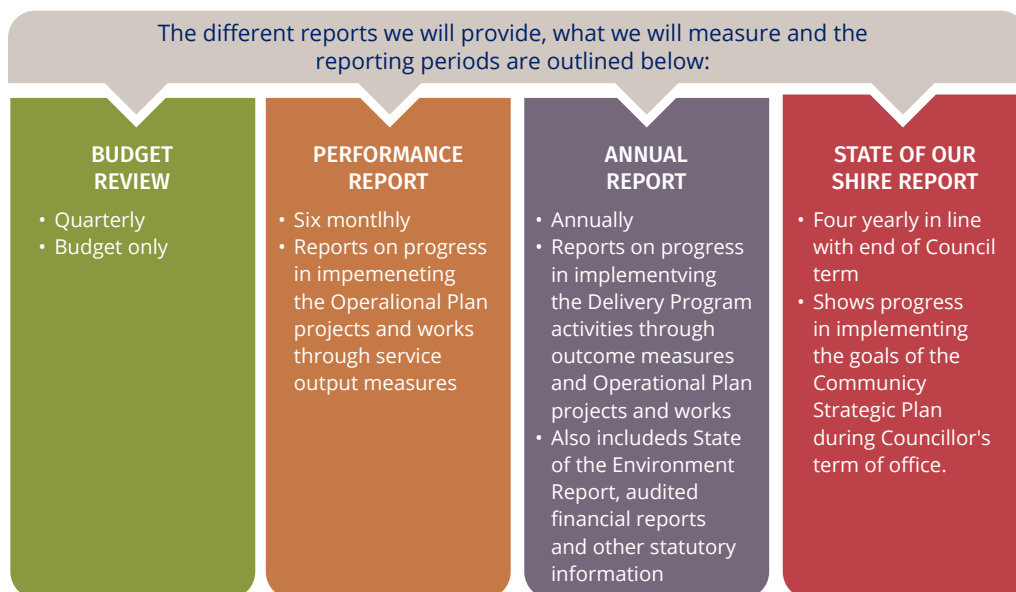 The different reports we will provide, what we will measure and the
reporting periods are outlined below:
BUDGET
REVIEW
• Quarterly
• Budget only
PERFORMANCE
REPORT
• Six montlhly
• Reports on progress
in impemeneting
the Operalional Plan
projects and works
through service
output measures
ANNUAL
REPORT
• Annually
• Reports on progress
in implementving
the Delivery Program
activities through
outcome measures
and Operational Plan
projects and works
• Also includeds State
of the Environment
Report, audited
financial reports
and other statutory
information
STATE OF OUR
SHIRE REPORT
• Four yearly in line
with end of Council
term
• Shows progress
in implementing
the goals of the
Communicy
Strategic Plan
during Councillor's
term of office.